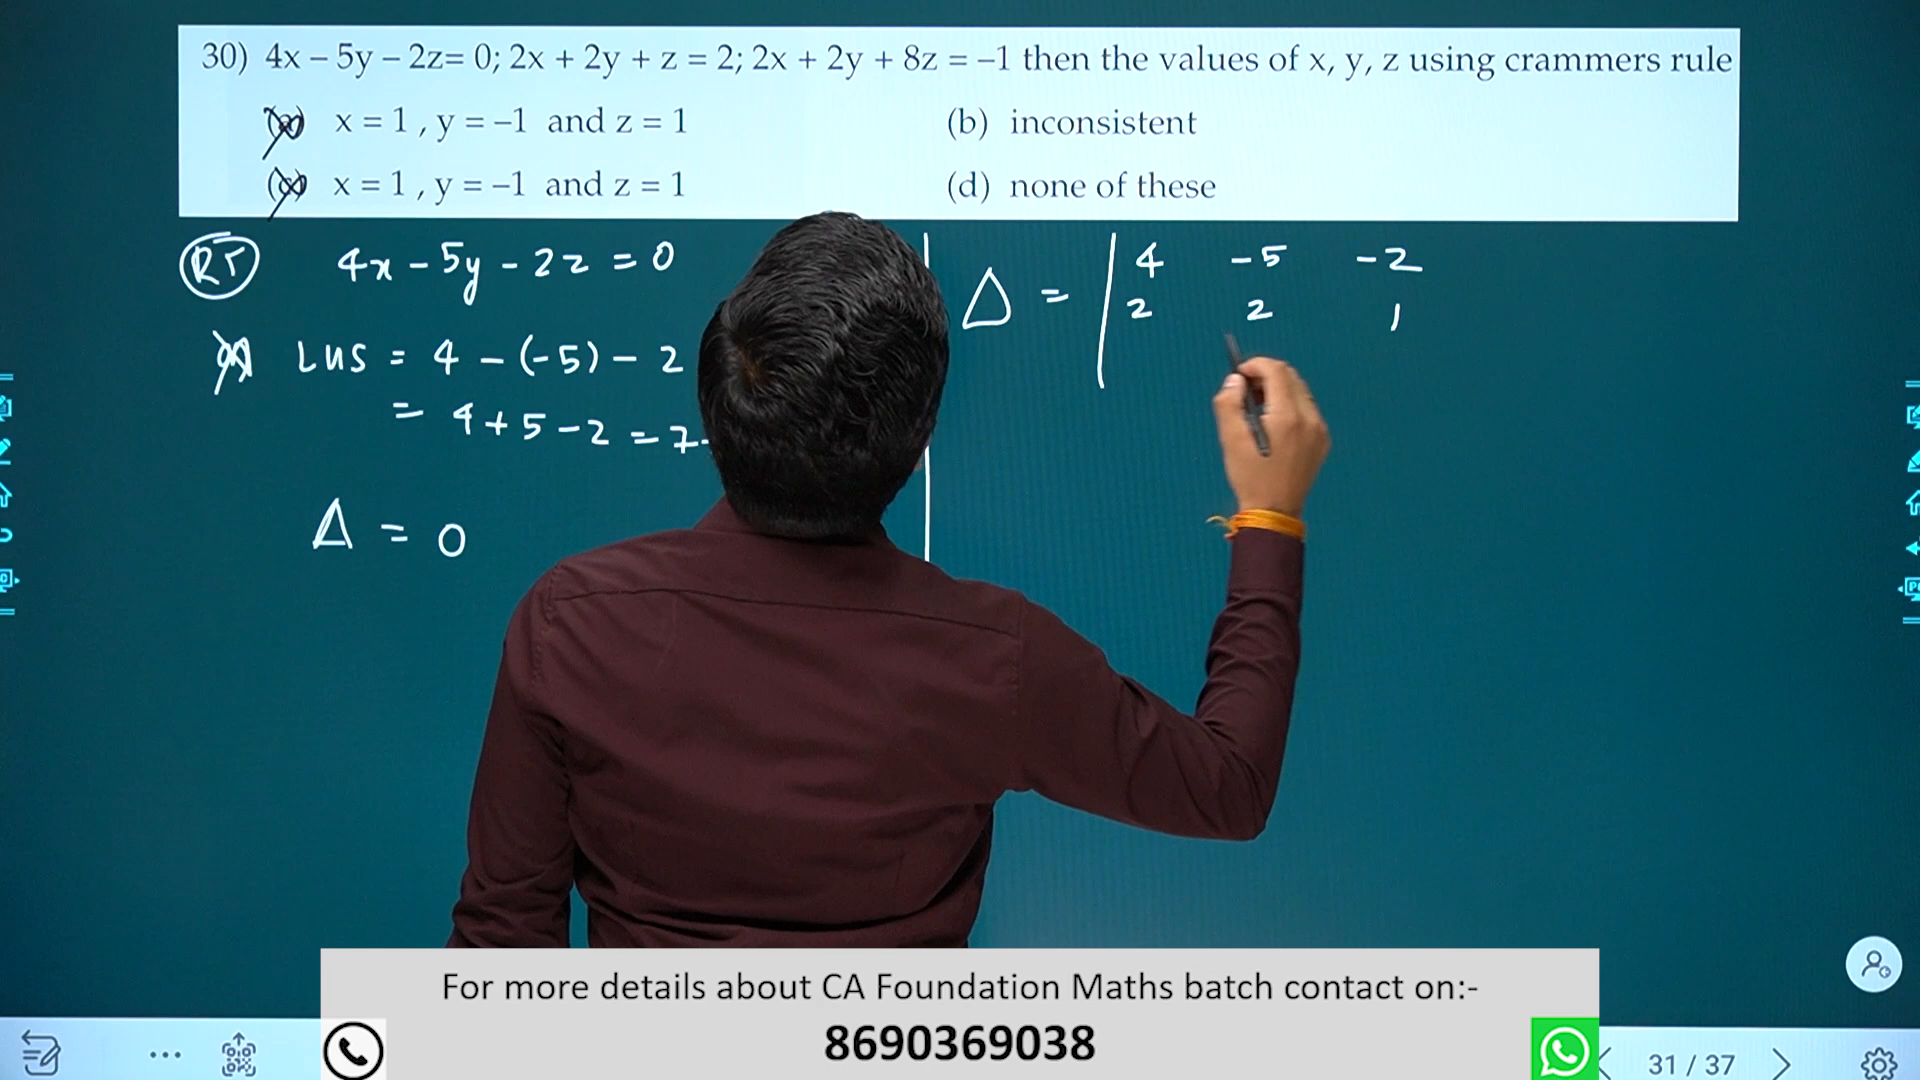 30) 4x – 5y – 2z= 0; 2x + 2y + z = 2; 2x + 2y + 8z = –1 then the values of x, y, z using crammers rule
(a) x = 1 , y = –1 and z = 1
(b) inconsistent
(c) x = 1 , y = –1 and z = 1
(d) none of these
RT 4x - 5y - 2z = 0
LHS = 4 - (-5) - 2
= 4 + 5 - 2 = 7
Δ = 0
Δ = | 4 -5 -2
2 2 1
For more details about CA Foundation Maths batch contact on:-
8690369038
31 / 37